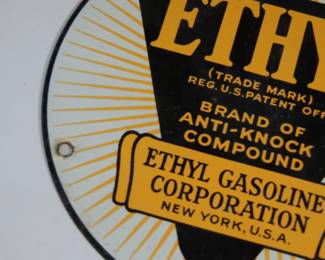 ETHY
(TRADE MARK)
REG. U.S. PATENT OFF
BRAND OF
ANTI-KNOCK
COMPOUND
ETHYL GASOLINE
CORPORATION
NEW YORK, U.S.A.